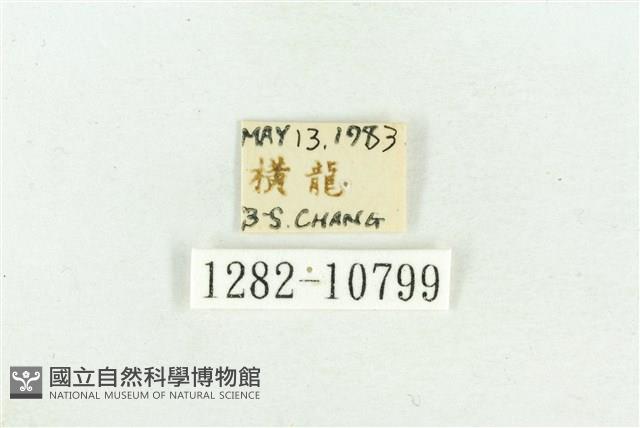 MAY 13.1983
橫龍
B S. CHANG
1282-10799
國立自然科學博物館
NATIONAL MUSEUM OF NATURAL SCIENCE